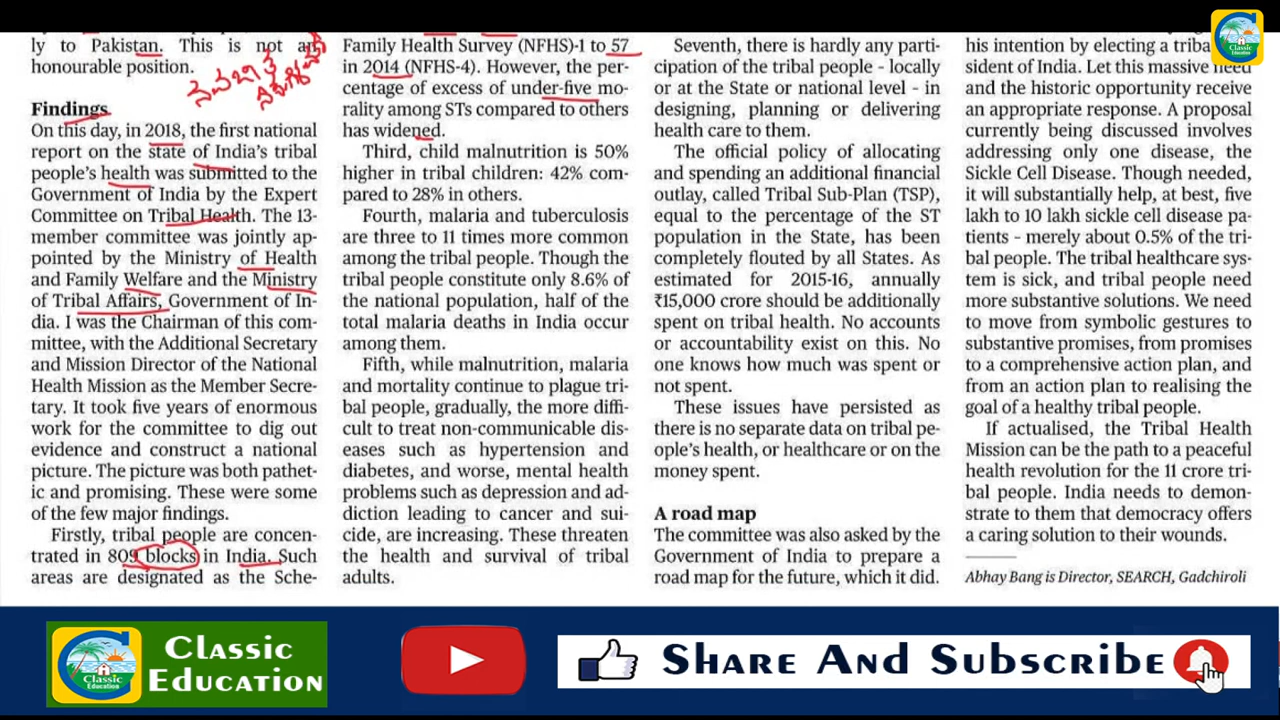 ly to Pakistan. This is not an
honourable position.
Findings
On this day, in 2018, the first national
report on the state of India's tribal
people's health was submitted to the
Government of India by the Expert
Committee on Tribal Health. The 13-
member committee was jointly ap-
pointed by the Ministry of Health
and Family Welfare and the Ministry
of Tribal Affairs, Government of In-
dia. I was the Chairman of this com-
mittee, with the Additional Secretary
and Mission Director of the National
Health Mission as the Member Secre-
tary. It took five years of enormous
work for the committee to dig out
evidence and construct a national
picture. The picture was both pathet-
ic and promising. These were some
of the few major findings.
Firstly, tribal people are concen-
trated in 809 blocks in India. Such
areas are designated as the Sche-
Family Health Survey (NFHS)-1 to 57
in 2014 (NFHS-4). However, the per-
centage of excess of under-five mo-
rality among STs compared to others
has widened.
Third, child malnutrition is 50%
higher in tribal children: 42% com-
pared to 28% in others.
Fourth, malaria and tuberculosis
are three to 11 times more common
among the tribal people. Though the
tribal people constitute only 8.6% of
the national population, half of the
total malaria deaths in India occur
among them.
Fifth, while malnutrition, malaria
and mortality continue to plague tri-
bal people, gradually, the more diffi-
cult to treat non-communicable dis-
eases such as hypertension and
diabetes, and worse, mental health
problems such as depression and ad-
diction leading to cancer and sui-
cide, are increasing. These threaten
the health and survival of tribal
adults.
Seventh, there is hardly any parti-
cipation of the tribal people - locally
or at the State or national level - in
designing, planning or delivering
health care to them.
The official policy of allocating
and spending an additional financial
outlay, called Tribal Sub-Plan (TSP),
equal to the percentage of the ST
population in the State, has been
completely flouted by all States. As
estimated for 2015-16, annually
₹15,000 crore should be additionally
spent on tribal health. No accounts
or accountability exist on this. No
one knows how much was spent or
not spent.
These issues have persisted as
there is no separate data on tribal pe-
ople's health, or healthcare or on the
money spent.
A road map
The committee was also asked by the
Government of India to prepare a
road map for the future, which it did.
his intention by electing a tribal
sident of India. Let this massive need
and the historic opportunity receive
an appropriate response. A proposal
currently being discussed involves
addressing only one disease, the
Sickle Cell Disease. Though needed,
it will substantially help, at best, five
lakh to 10 lakh sickle cell disease pa-
tients - merely about 0.5% of the tri-
bal people. The tribal healthcare sys-
tem is sick, and tribal people need
more substantive solutions. We need
to move from symbolic gestures to
substantive promises, from promises
to a comprehensive action plan, and
from an action plan to realising the
goal of a healthy tribal people.
If actualised, the Tribal Health
Mission can be the path to a peaceful
health revolution for the 11 crore tri-
bal people. India needs to demon-
strate to them that democracy offers
a caring solution to their wounds.
Abhay Bang is Director, SEARCH, Gadchiroli
Classic
Education
Classic
Education
Classic
Education
Share And Subscribe